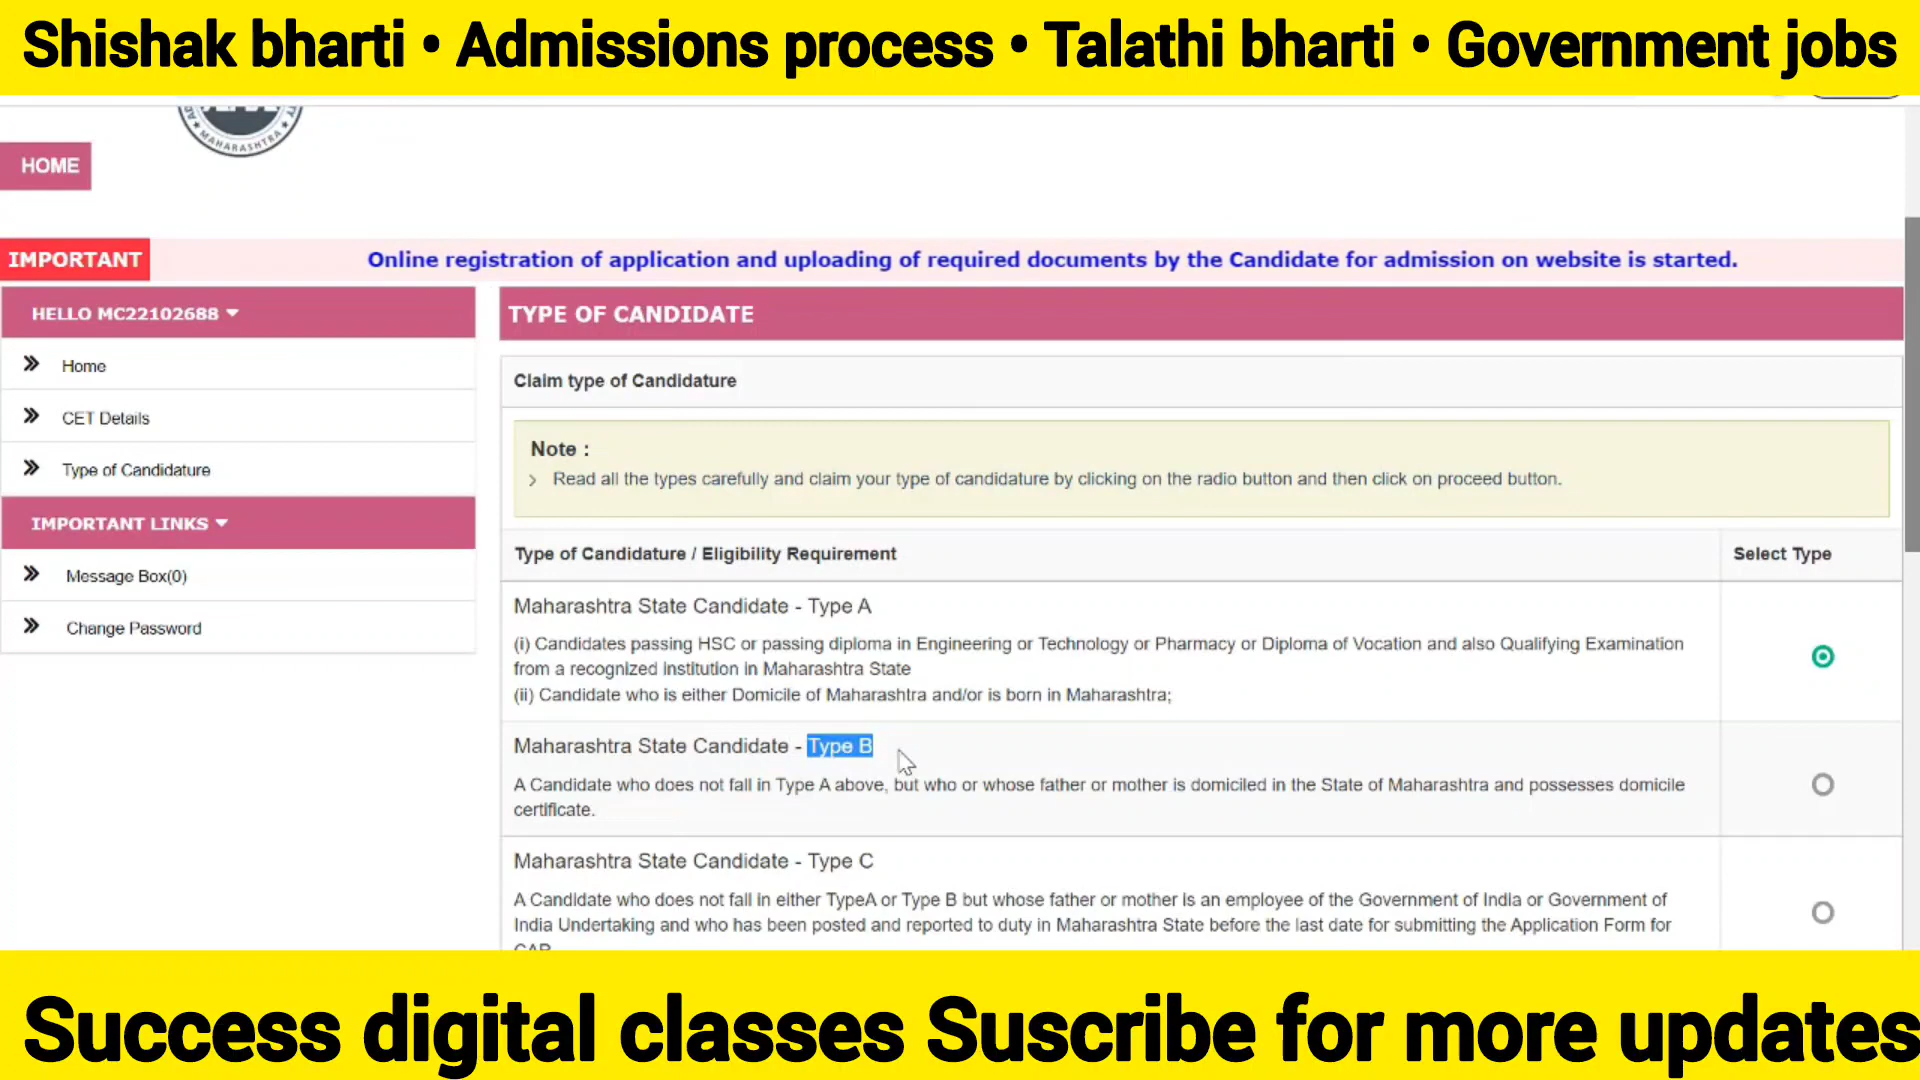 Shishak bharti • Admissions process • Talathi bharti • Government jobs
MAHARASHTRA
HOME
IMPORTANT
Online registration of application and uploading of required documents by the Candidate for admission on website is started.
HELLO MC22102688
TYPE OF CANDIDATE
Home
CET Details
Type of Candidature
IMPORTANT LINKS
Message Box(0)
Change Password
Claim type of Candidature
Note :
Read all the types carefully and claim your type of candidature by clicking on the radio button and then click on proceed button.
Type of Candidature / Eligibility Requirement
Select Type
Maharashtra State Candidate - Type A
(i) Candidates passing HSC or passing diploma in Engineering or Technology or Pharmacy or Diploma of Vocation and also Qualifying Examination
from a recognized institution in Maharashtra State
(ii) Candidate who is either Domicile of Maharashtra and/or is born in Maharashtra;
Maharashtra State Candidate - Type B
A Candidate who does not fall in Type A above, but who or whose father or mother is domiciled in the State of Maharashtra and possesses domicile
certificate.
Maharashtra State Candidate - Type C
A Candidate who does not fall in either TypeA or Type B but whose father or mother is an employee of the Government of India or Government of
India Undertaking and who has been posted and reported to duty in Maharashtra State before the last date for submitting the Application Form for
CAP
Success digital classes Suscribe for more updates